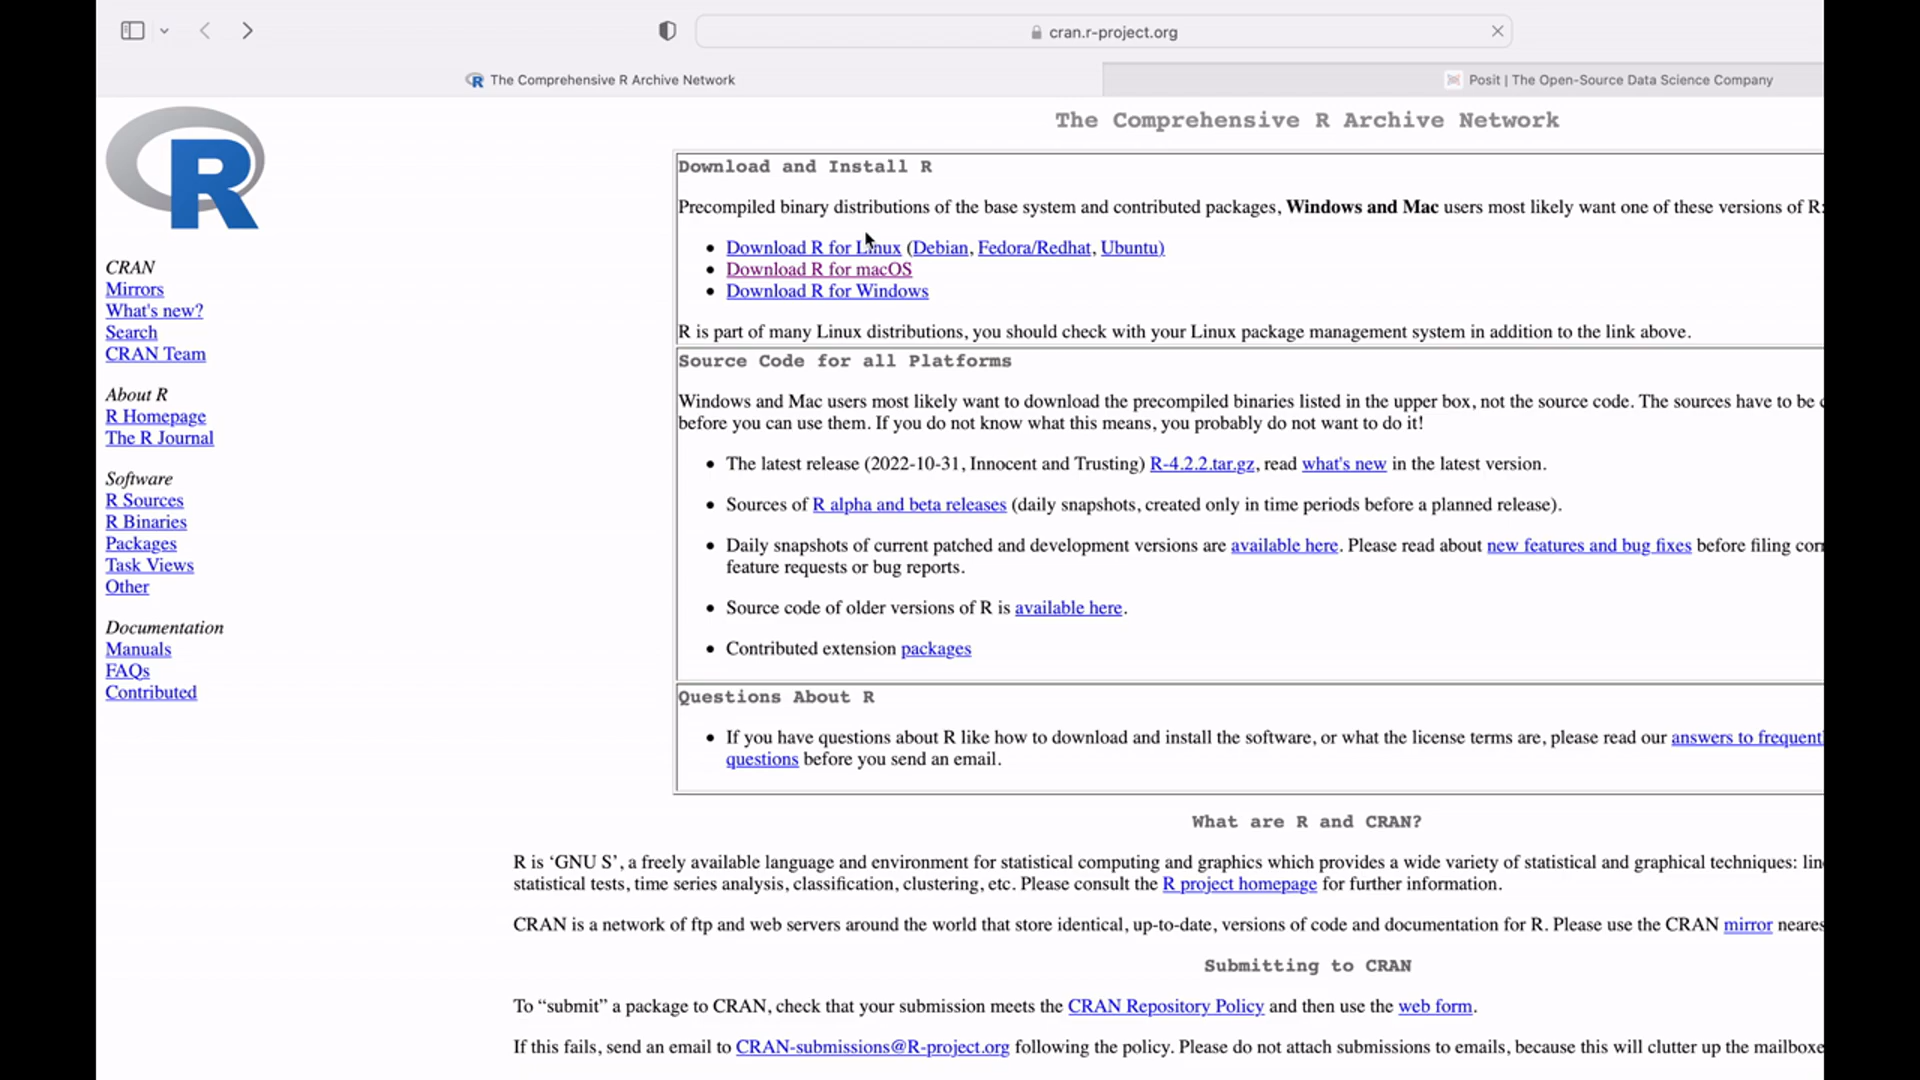 cran.r-project.org
The Comprehensive R Archive Network
Posit | The Open-Source Data Science Company
R
CRAN
Mirrors
What's new?
Search
CRAN Team
About R
R Homepage
The R Journal
Software
R Sources
R Binaries
Packages
Task Views
Other
Documentation
Manuals
FAQs
Contributed
The Comprehensive R Archive Network
Download and Install R
Precompiled binary distributions of the base system and contributed packages, Windows and Mac users most likely want one of these versions of R:
• Download R for Linux (Debian, Fedora/Redhat, Ubuntu)
• Download R for macOS
• Download R for Windows
R is part of many Linux distributions, you should check with your Linux package management system in addition to the link above.
Source Code for all Platforms
Windows and Mac users most likely want to download the precompiled binaries listed in the upper box, not the source code. The sources have to be
before you can use them. If you do not know what this means, you probably do not want to do it!
• The latest release (2022-10-31, Innocent and Trusting) R-4.2.2.tar.gz, read what's new in the latest version.
• Sources of R alpha and beta releases (daily snapshots, created only in time periods before a planned release).
• Daily snapshots of current patched and development versions are available here. Please read about new features and bug fixes before filing
feature requests or bug reports.
• Source code of older versions of R is available here.
• Contributed extension packages
Questions About R
• If you have questions about R like how to download and install the software, or what the license terms are, please read our answers to frequent
questions before you send an email.
What are R and CRAN?
R is ‘GNU S’, a freely available language and environment for statistical computing and graphics which provides a wide variety of statistical and graphical techniques:
statistical tests, time series analysis, classification, clustering, etc. Please consult the R project homepage for further information.
CRAN is a network of ftp and web servers around the world that store identical, up-to-date, versions of code and documentation for R. Please use the CRAN mirror neares
Submitting to CRAN
To “submit” a package to CRAN, check that your submission meets the CRAN Repository Policy and then use the web form.
If this fails, send an email to CRAN-submissions@R-project.org following the policy. Please do not attach submissions to emails, because this will clutter up the mailboxe